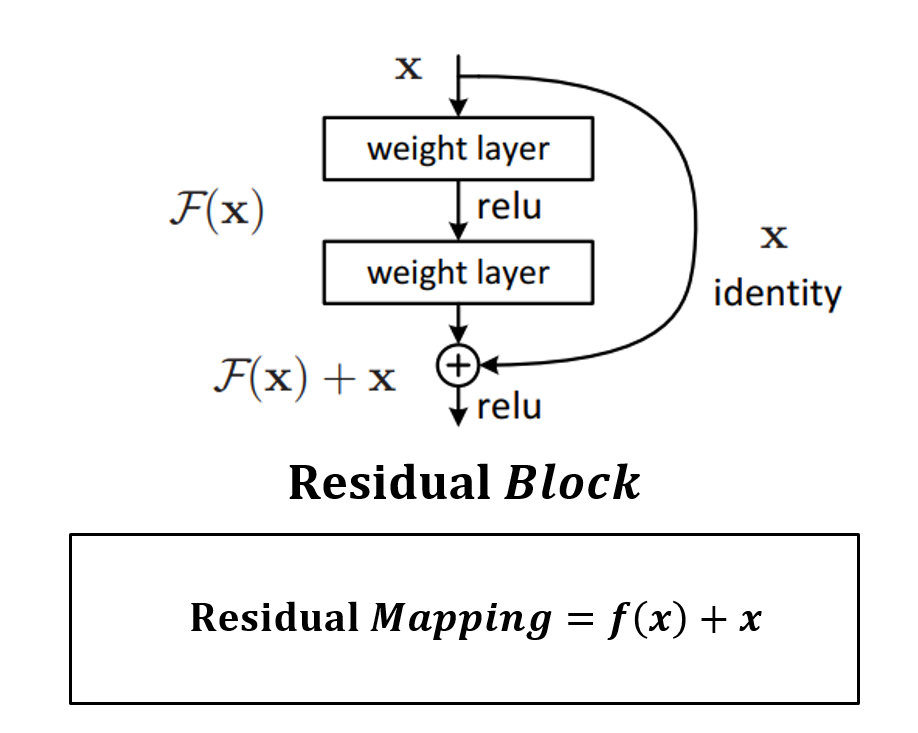 x
weight layer
relu
ℱ(x)
x
identity
weight layer
ℱ(x) + x
relu
Residual Block
Residual Mapping = f(x) + x